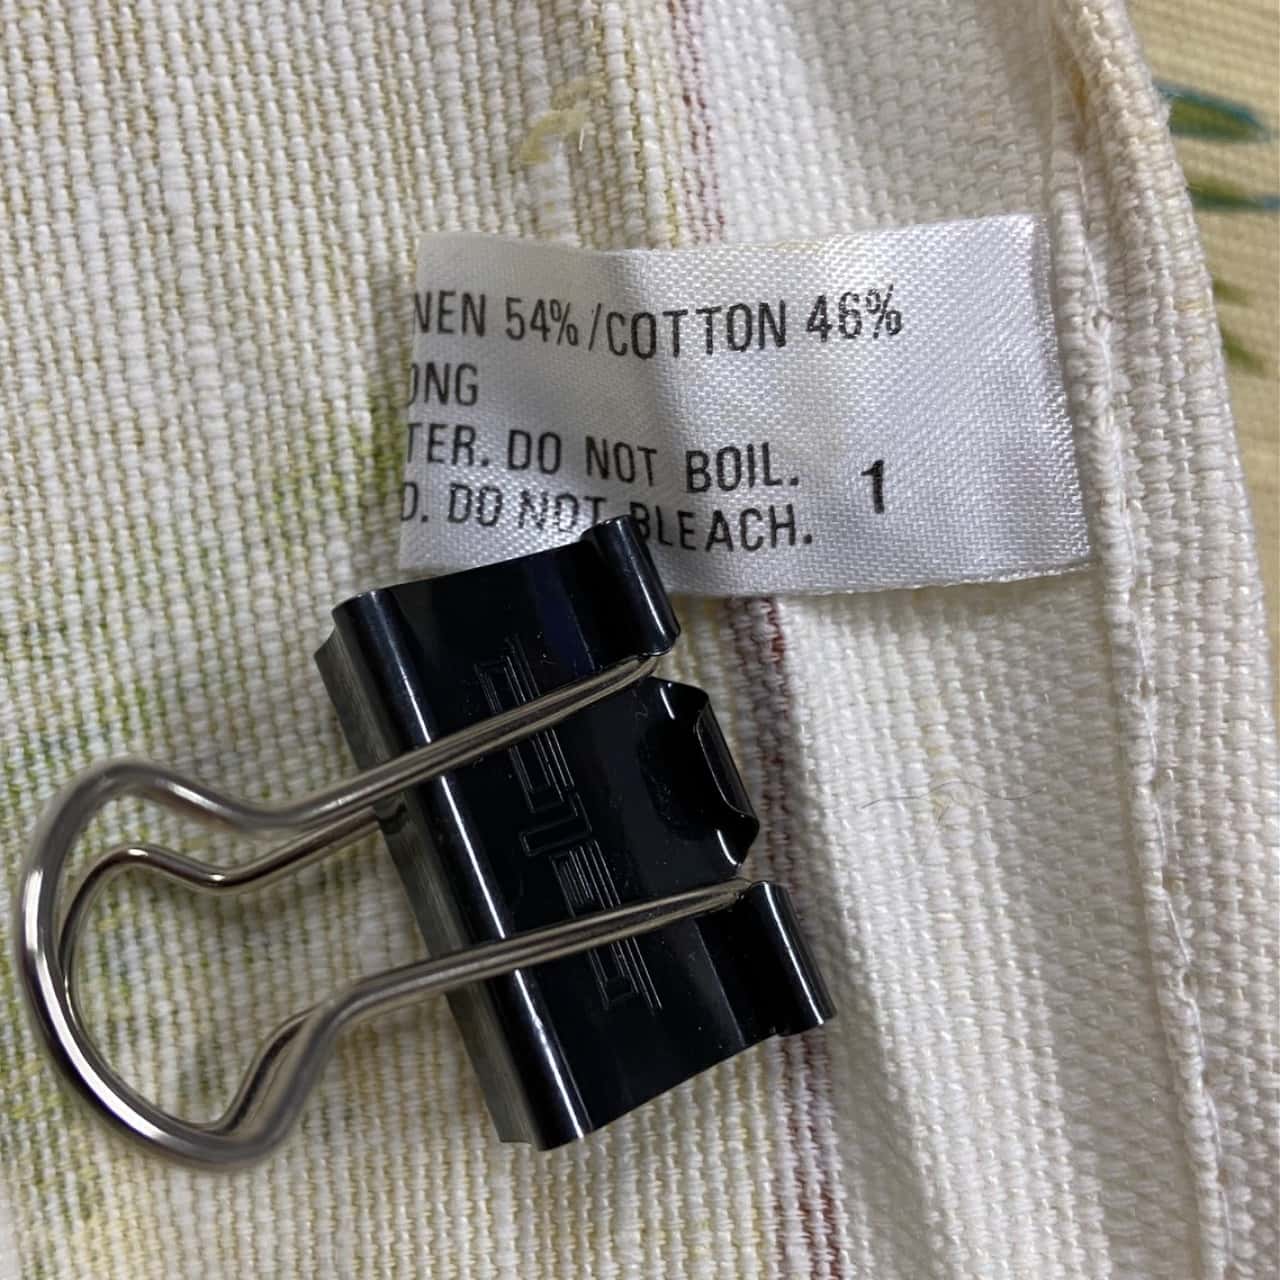 NEN 54%/COTTON 46%
ONG
TER. DO NOT BOIL.
D. DO NOT BLEACH.
1